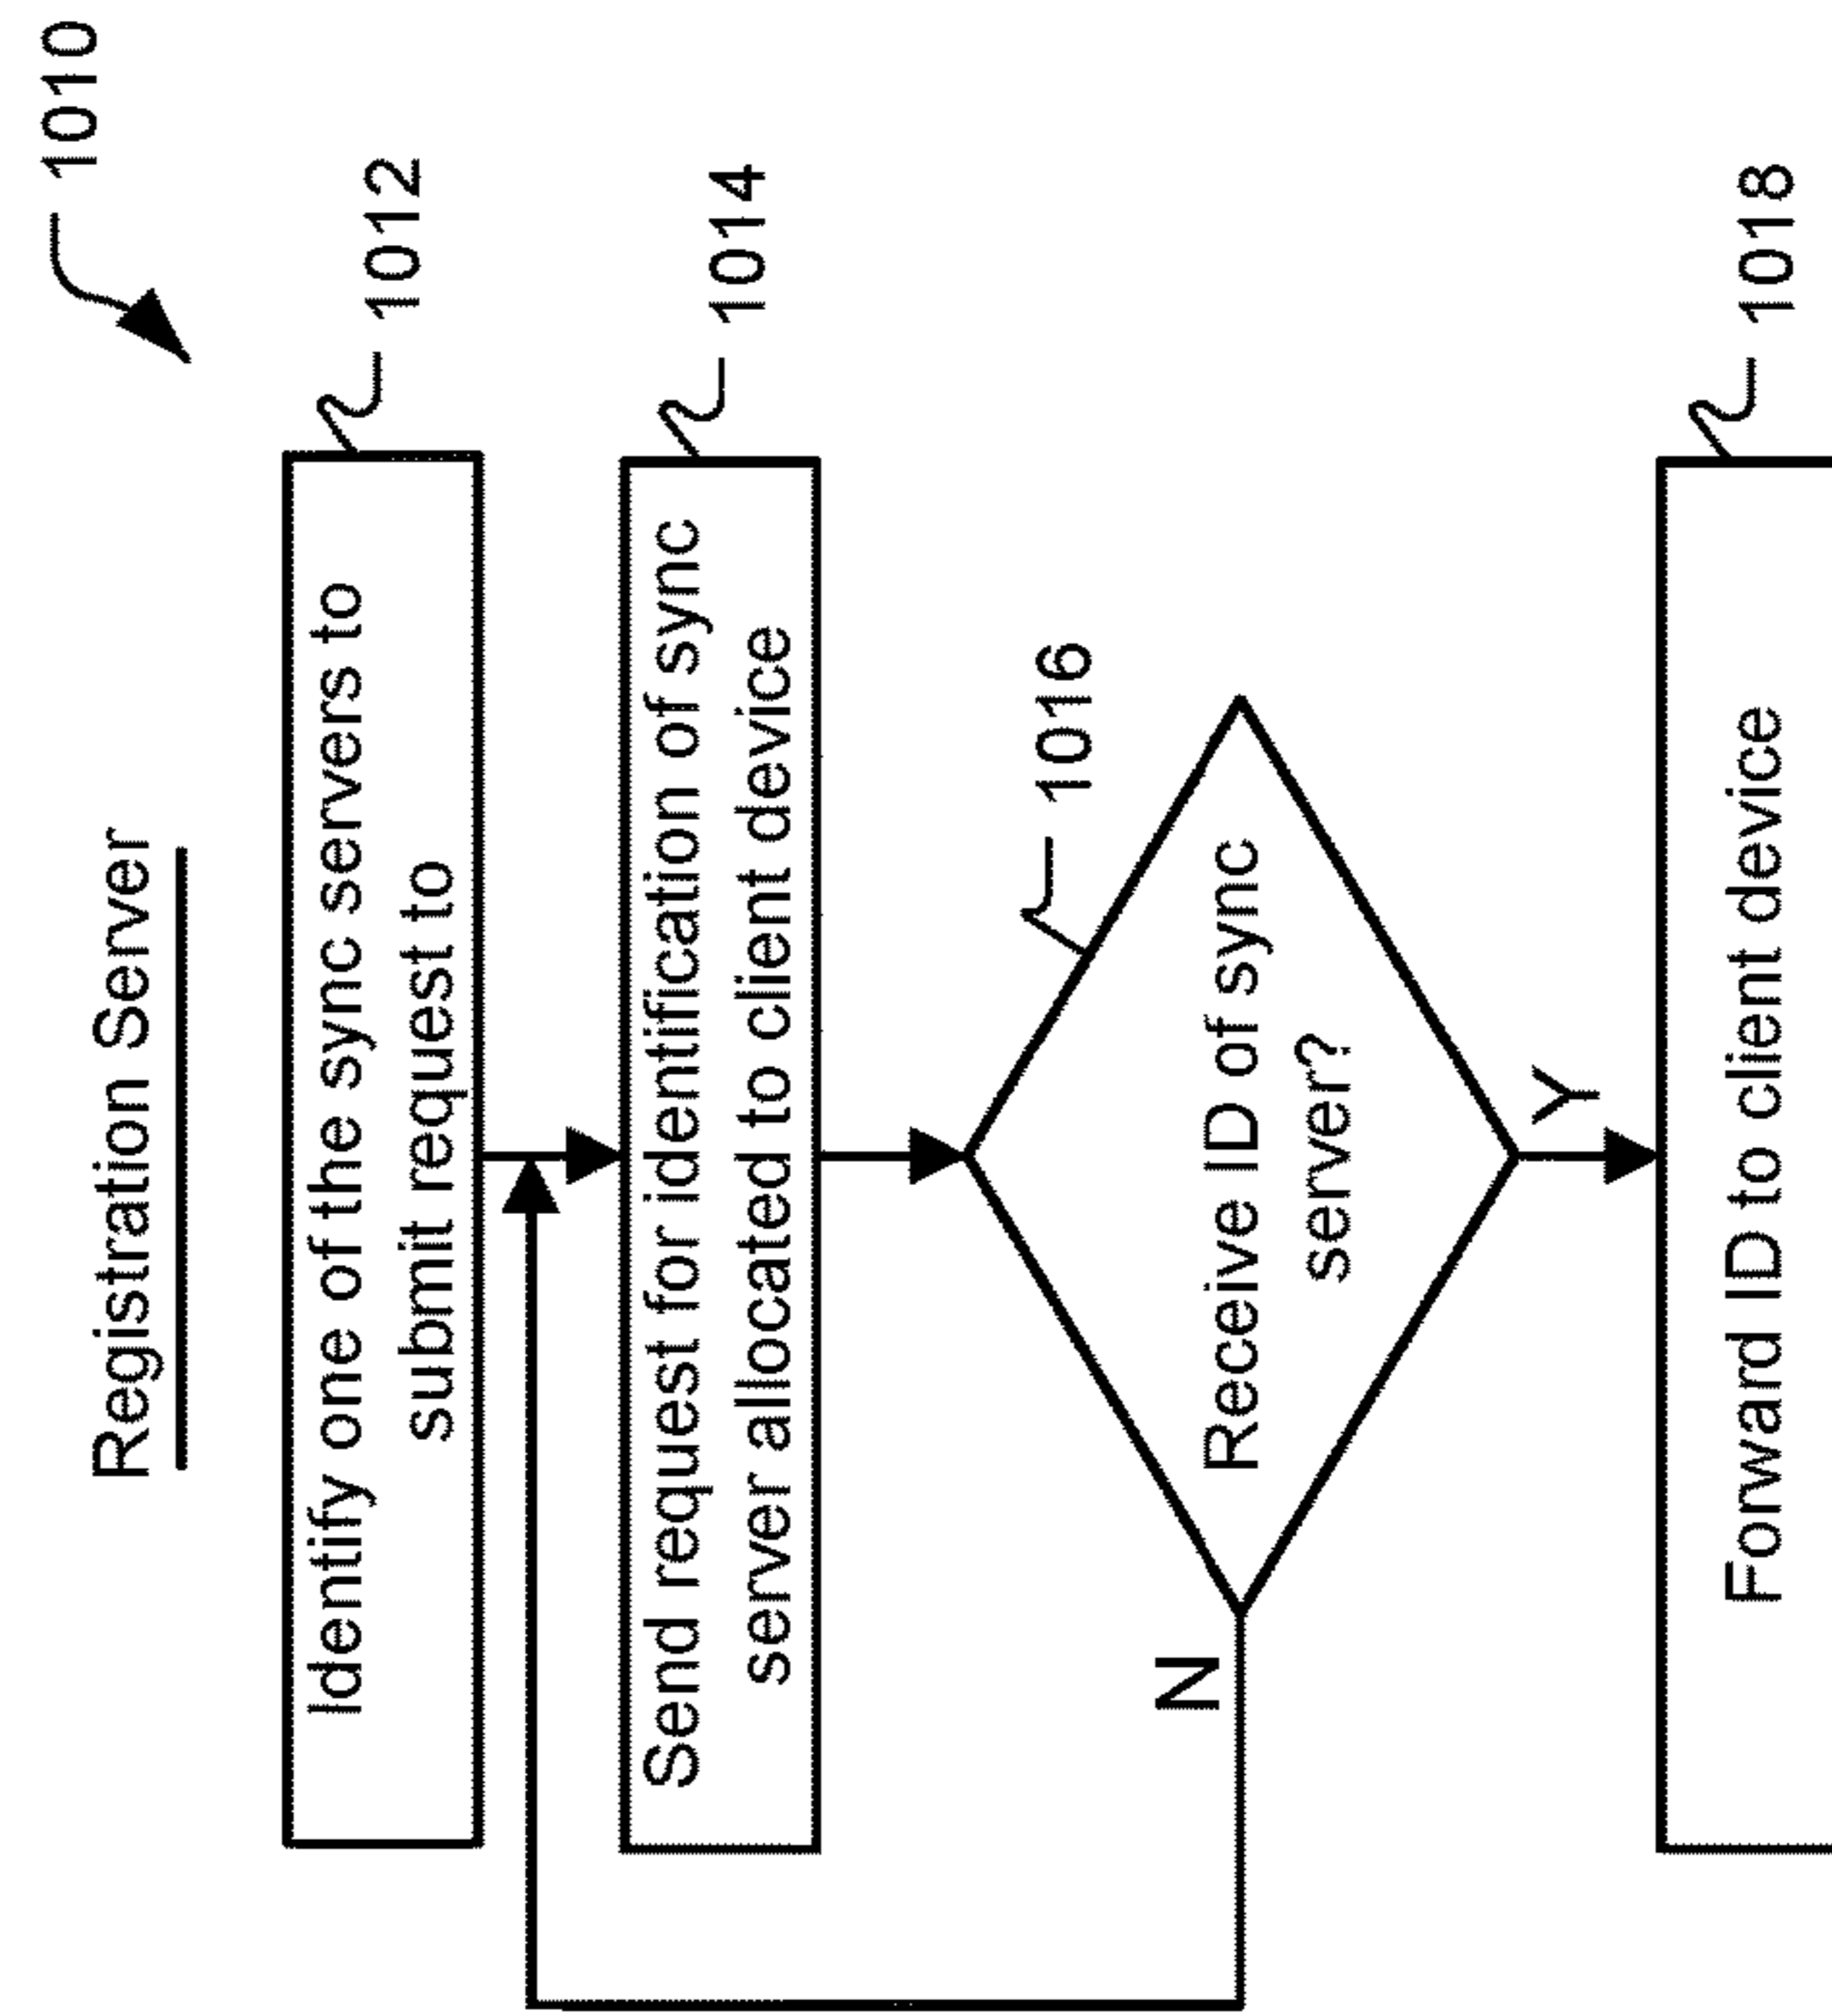 1010
Registration Server
Identify one of the sync servers to
submit request to
1012
Send request for identification of sync
server allocated to client device
1014
1016
Receive ID of sync
server?
N
Y
Forward ID to client device
1018